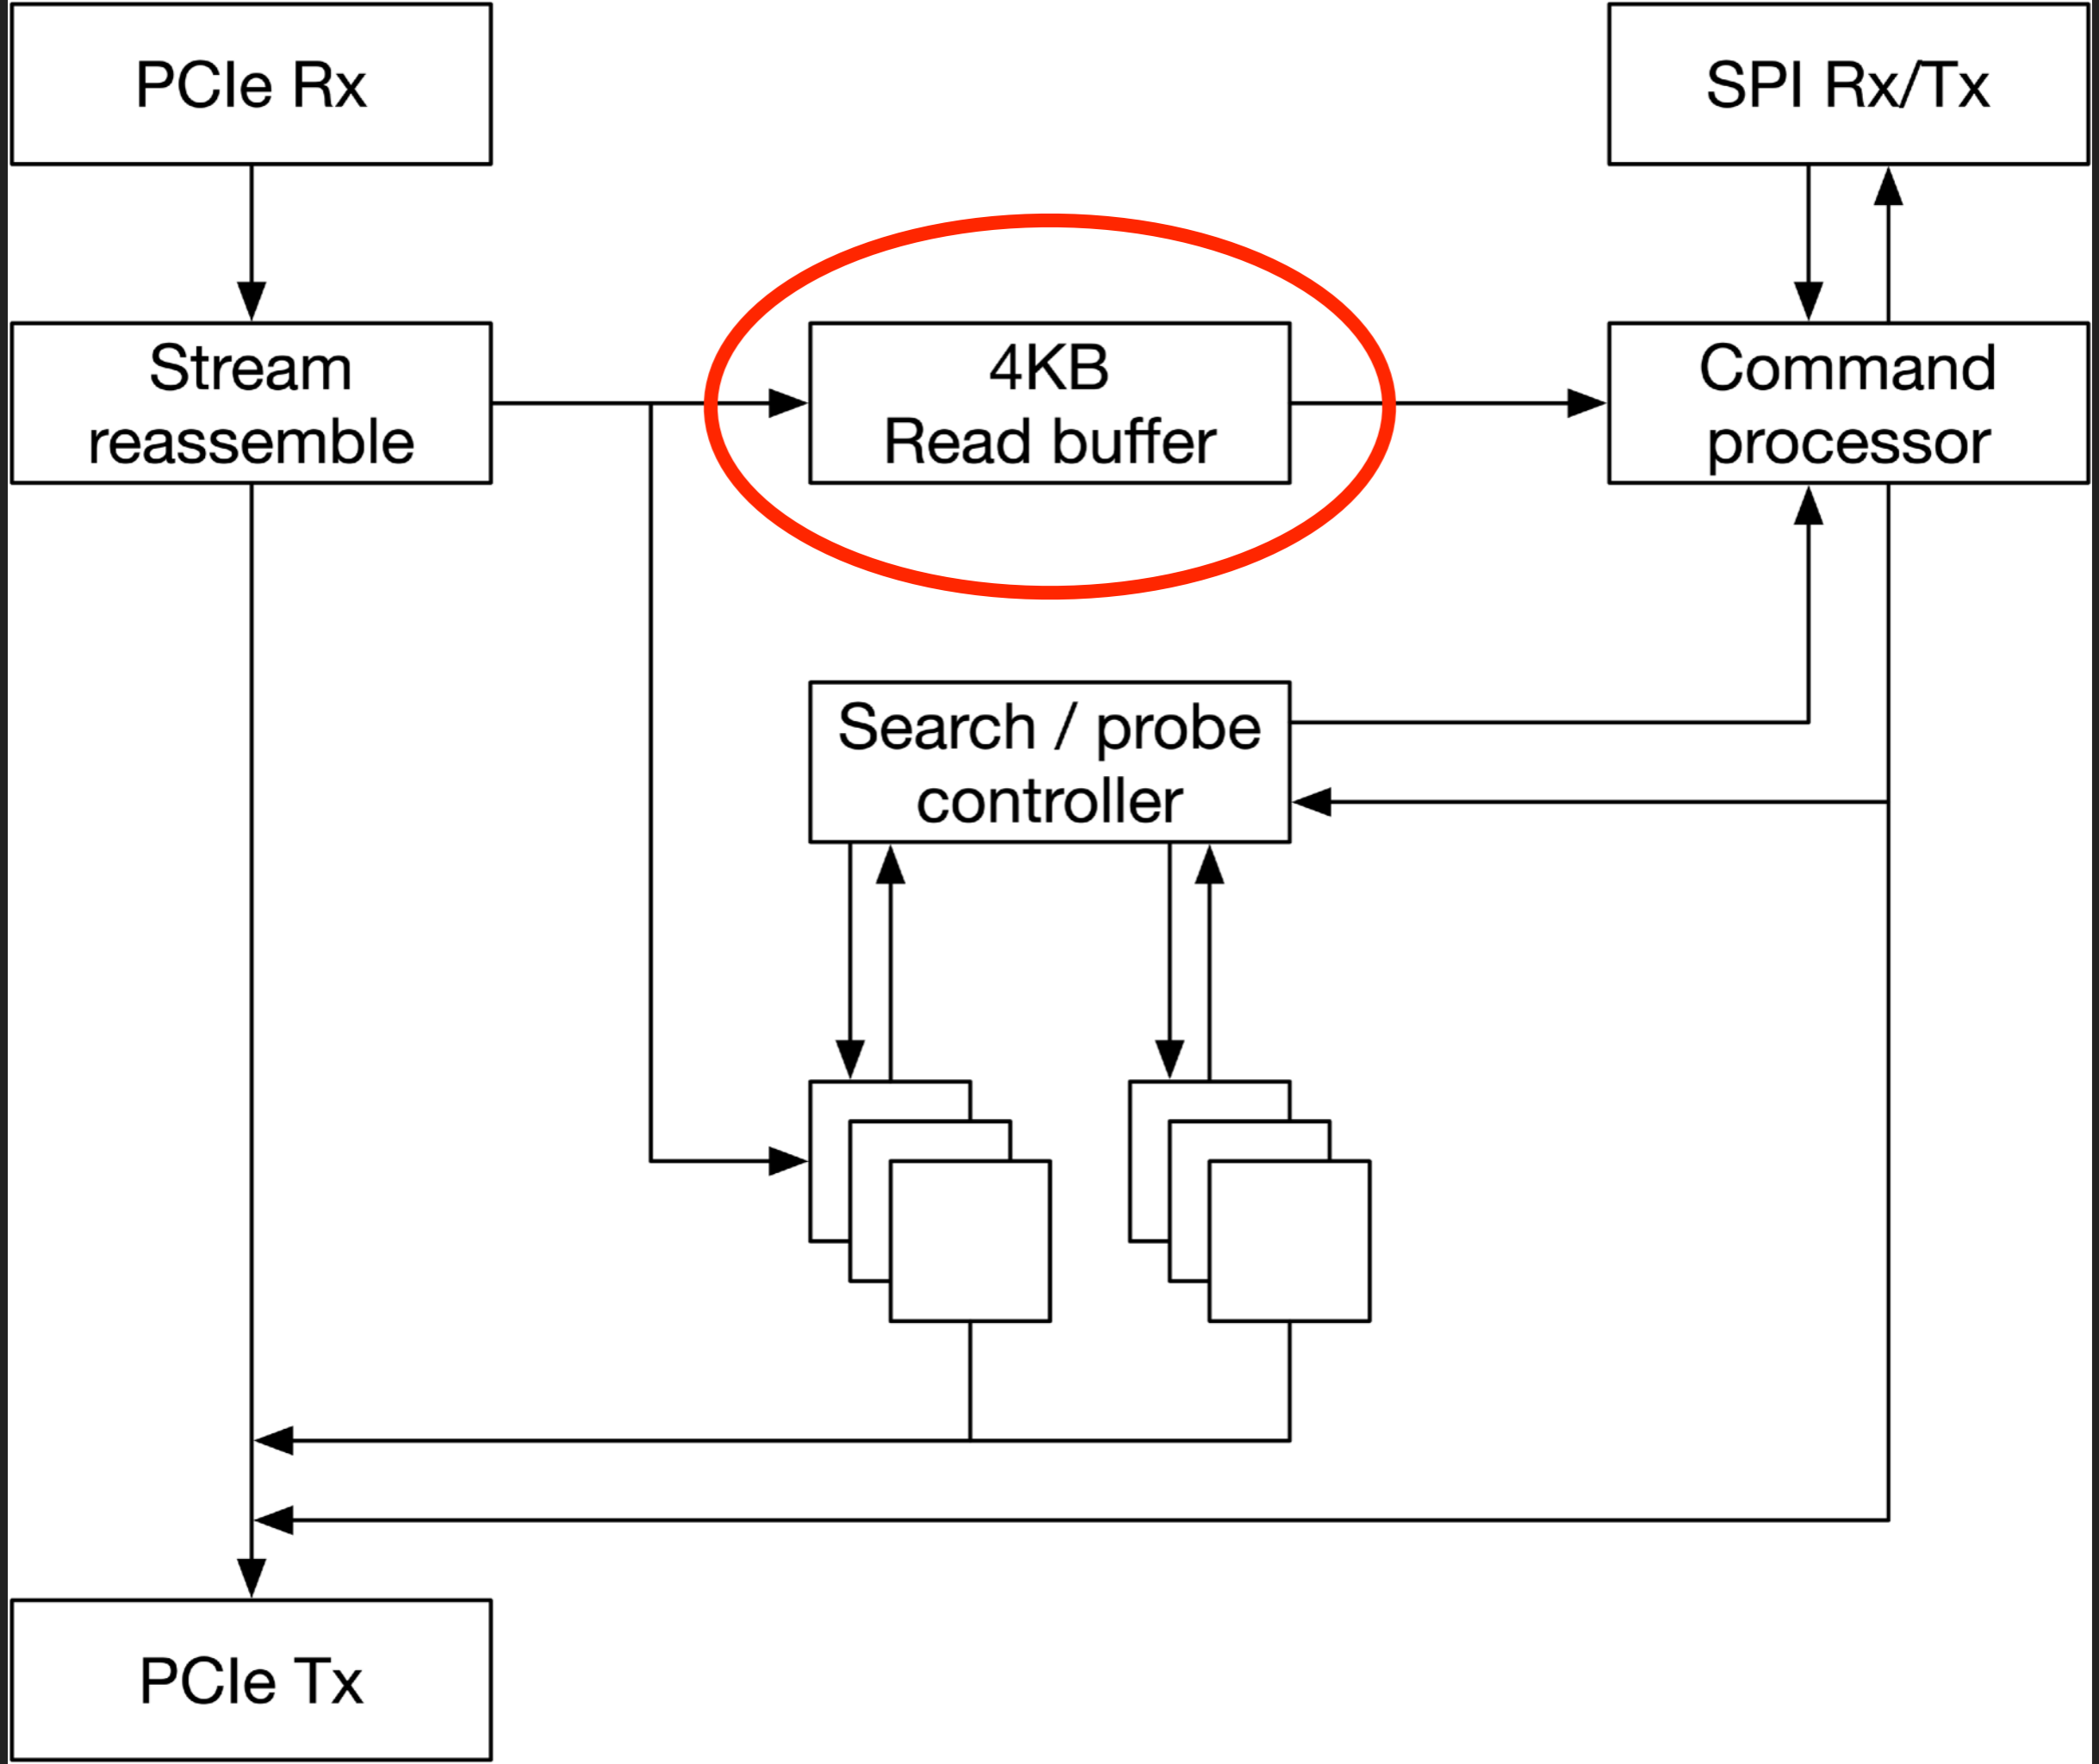 PCIe Rx
SPI Rx/Tx
Stream
reassemble
4KB
Read buffer
Command
processor
Search / probe
controller
PCIe Tx